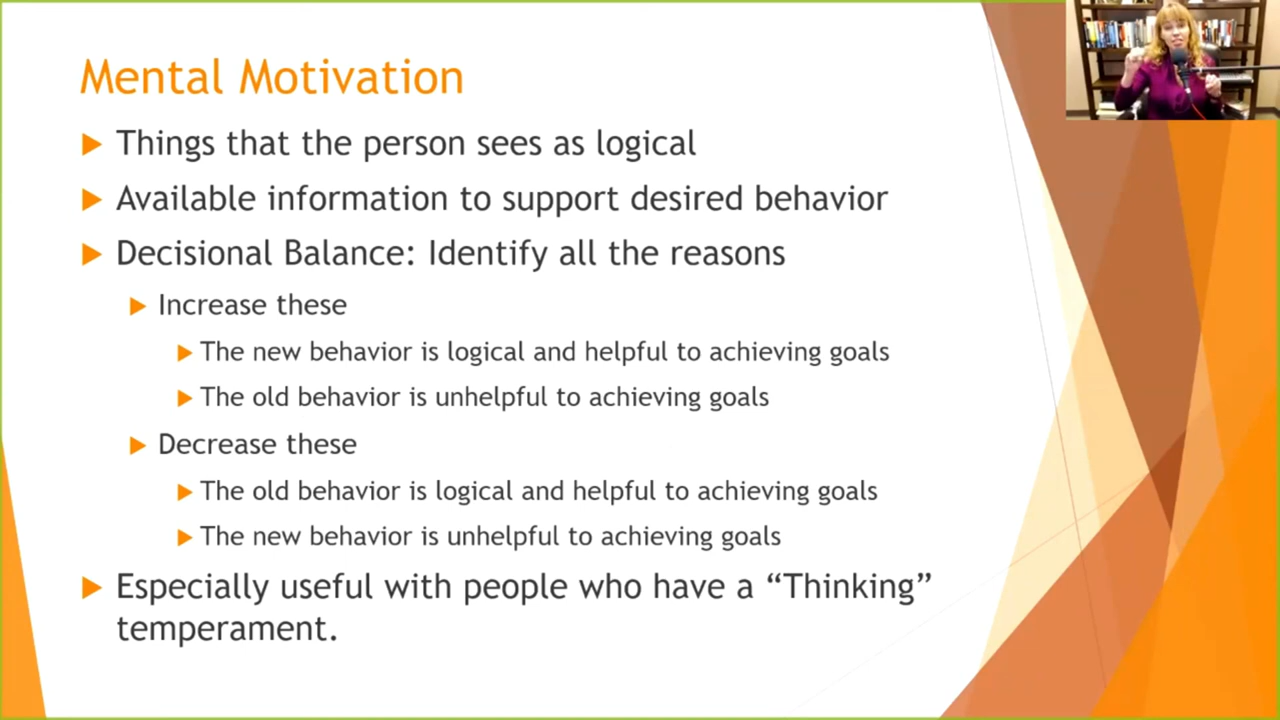 Mental Motivation
Things that the person sees as logical
Available information to support desired behavior
Decisional Balance: Identify all the reasons
Increase these
The new behavior is logical and helpful to achieving goals
The old behavior is unhelpful to achieving goals
Decrease these
The old behavior is logical and helpful to achieving goals
The new behavior is unhelpful to achieving goals
Especially useful with people who have a “Thinking”
temperament.